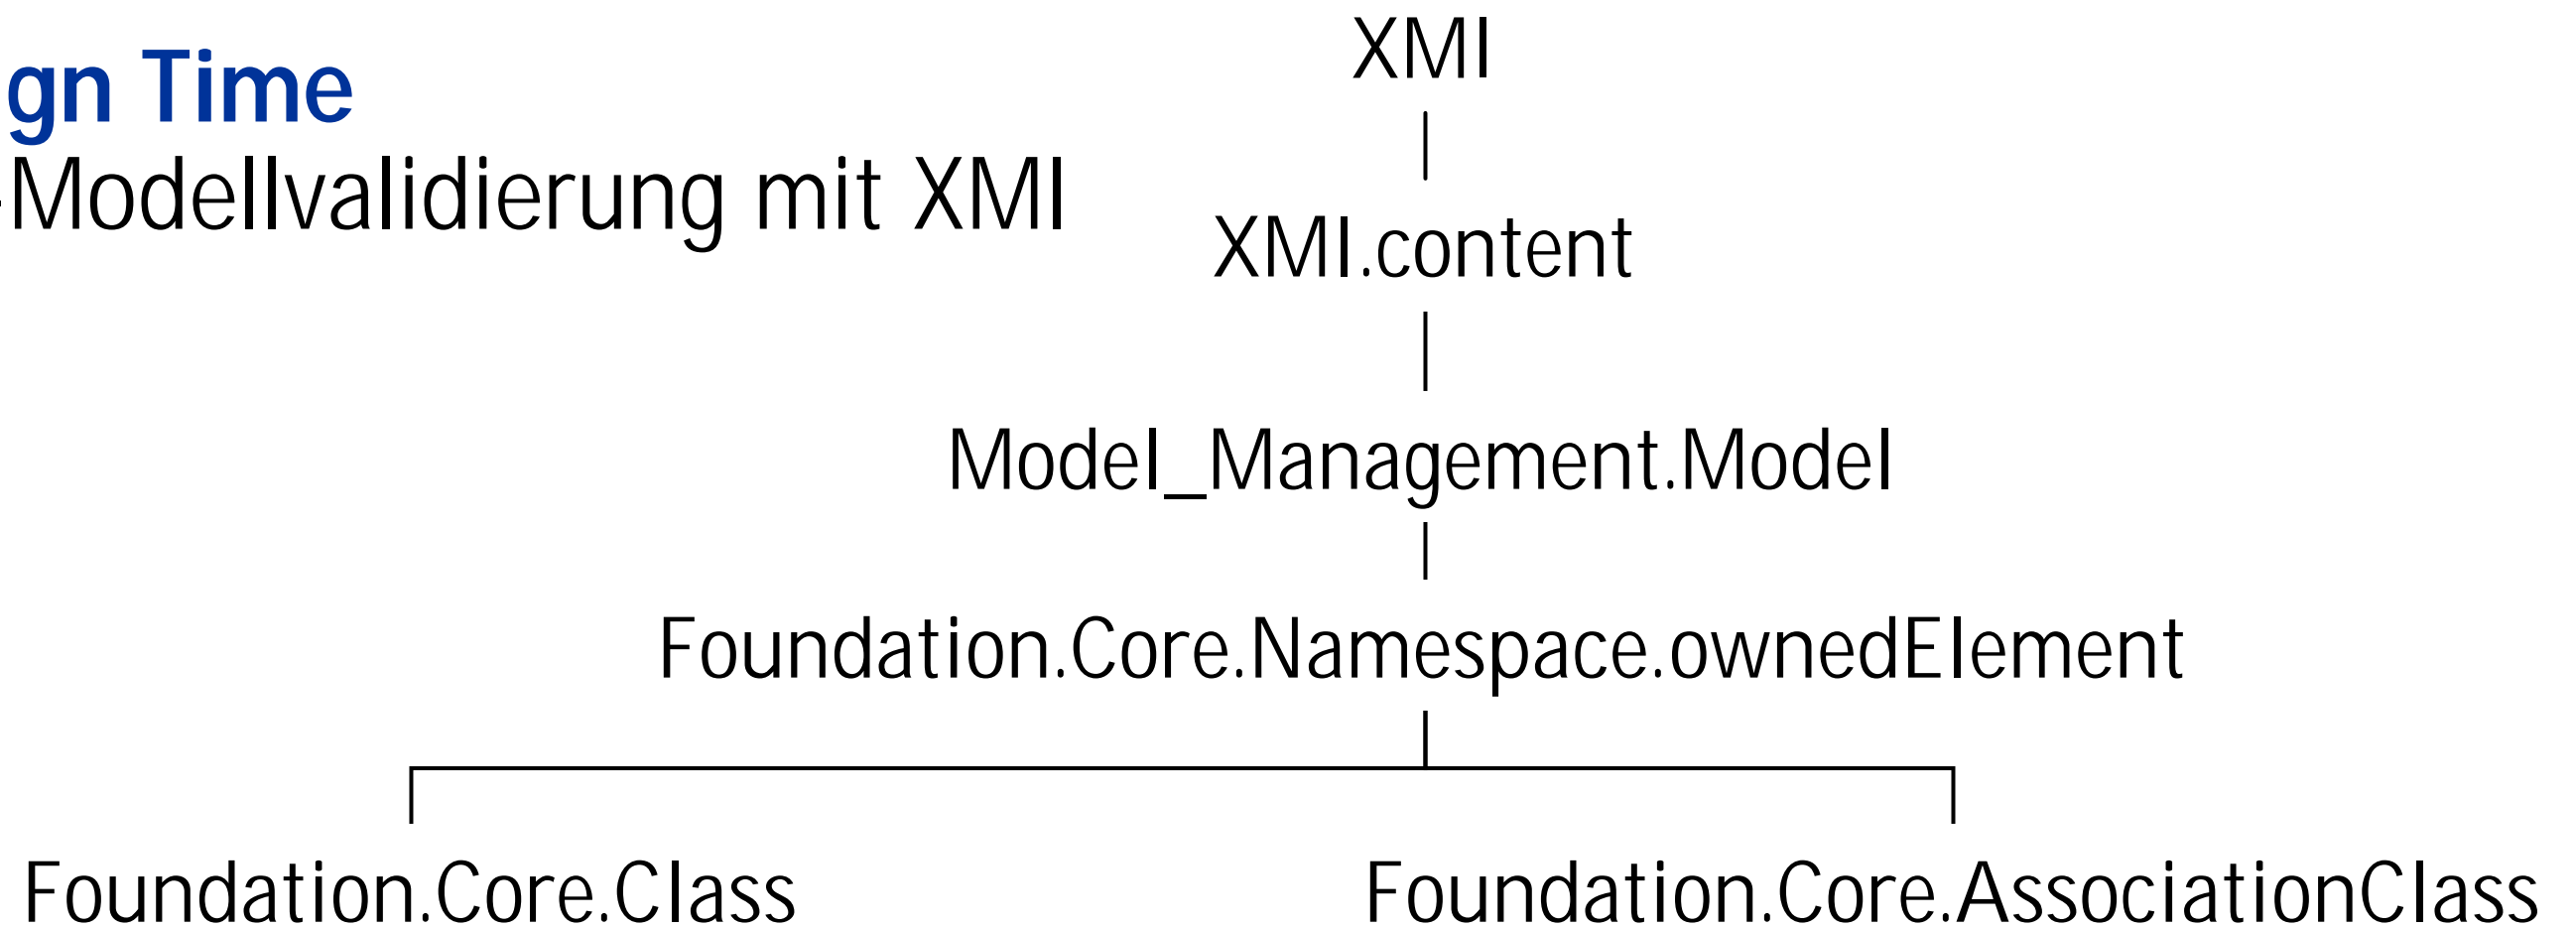 gn Time
-Modellvalidierung mit XMI
XMI
XMI.content
Model_Management.Model
Foundation.Core.Namespace.ownedElement
Foundation.Core.Class
Foundation.Core.AssociationClass